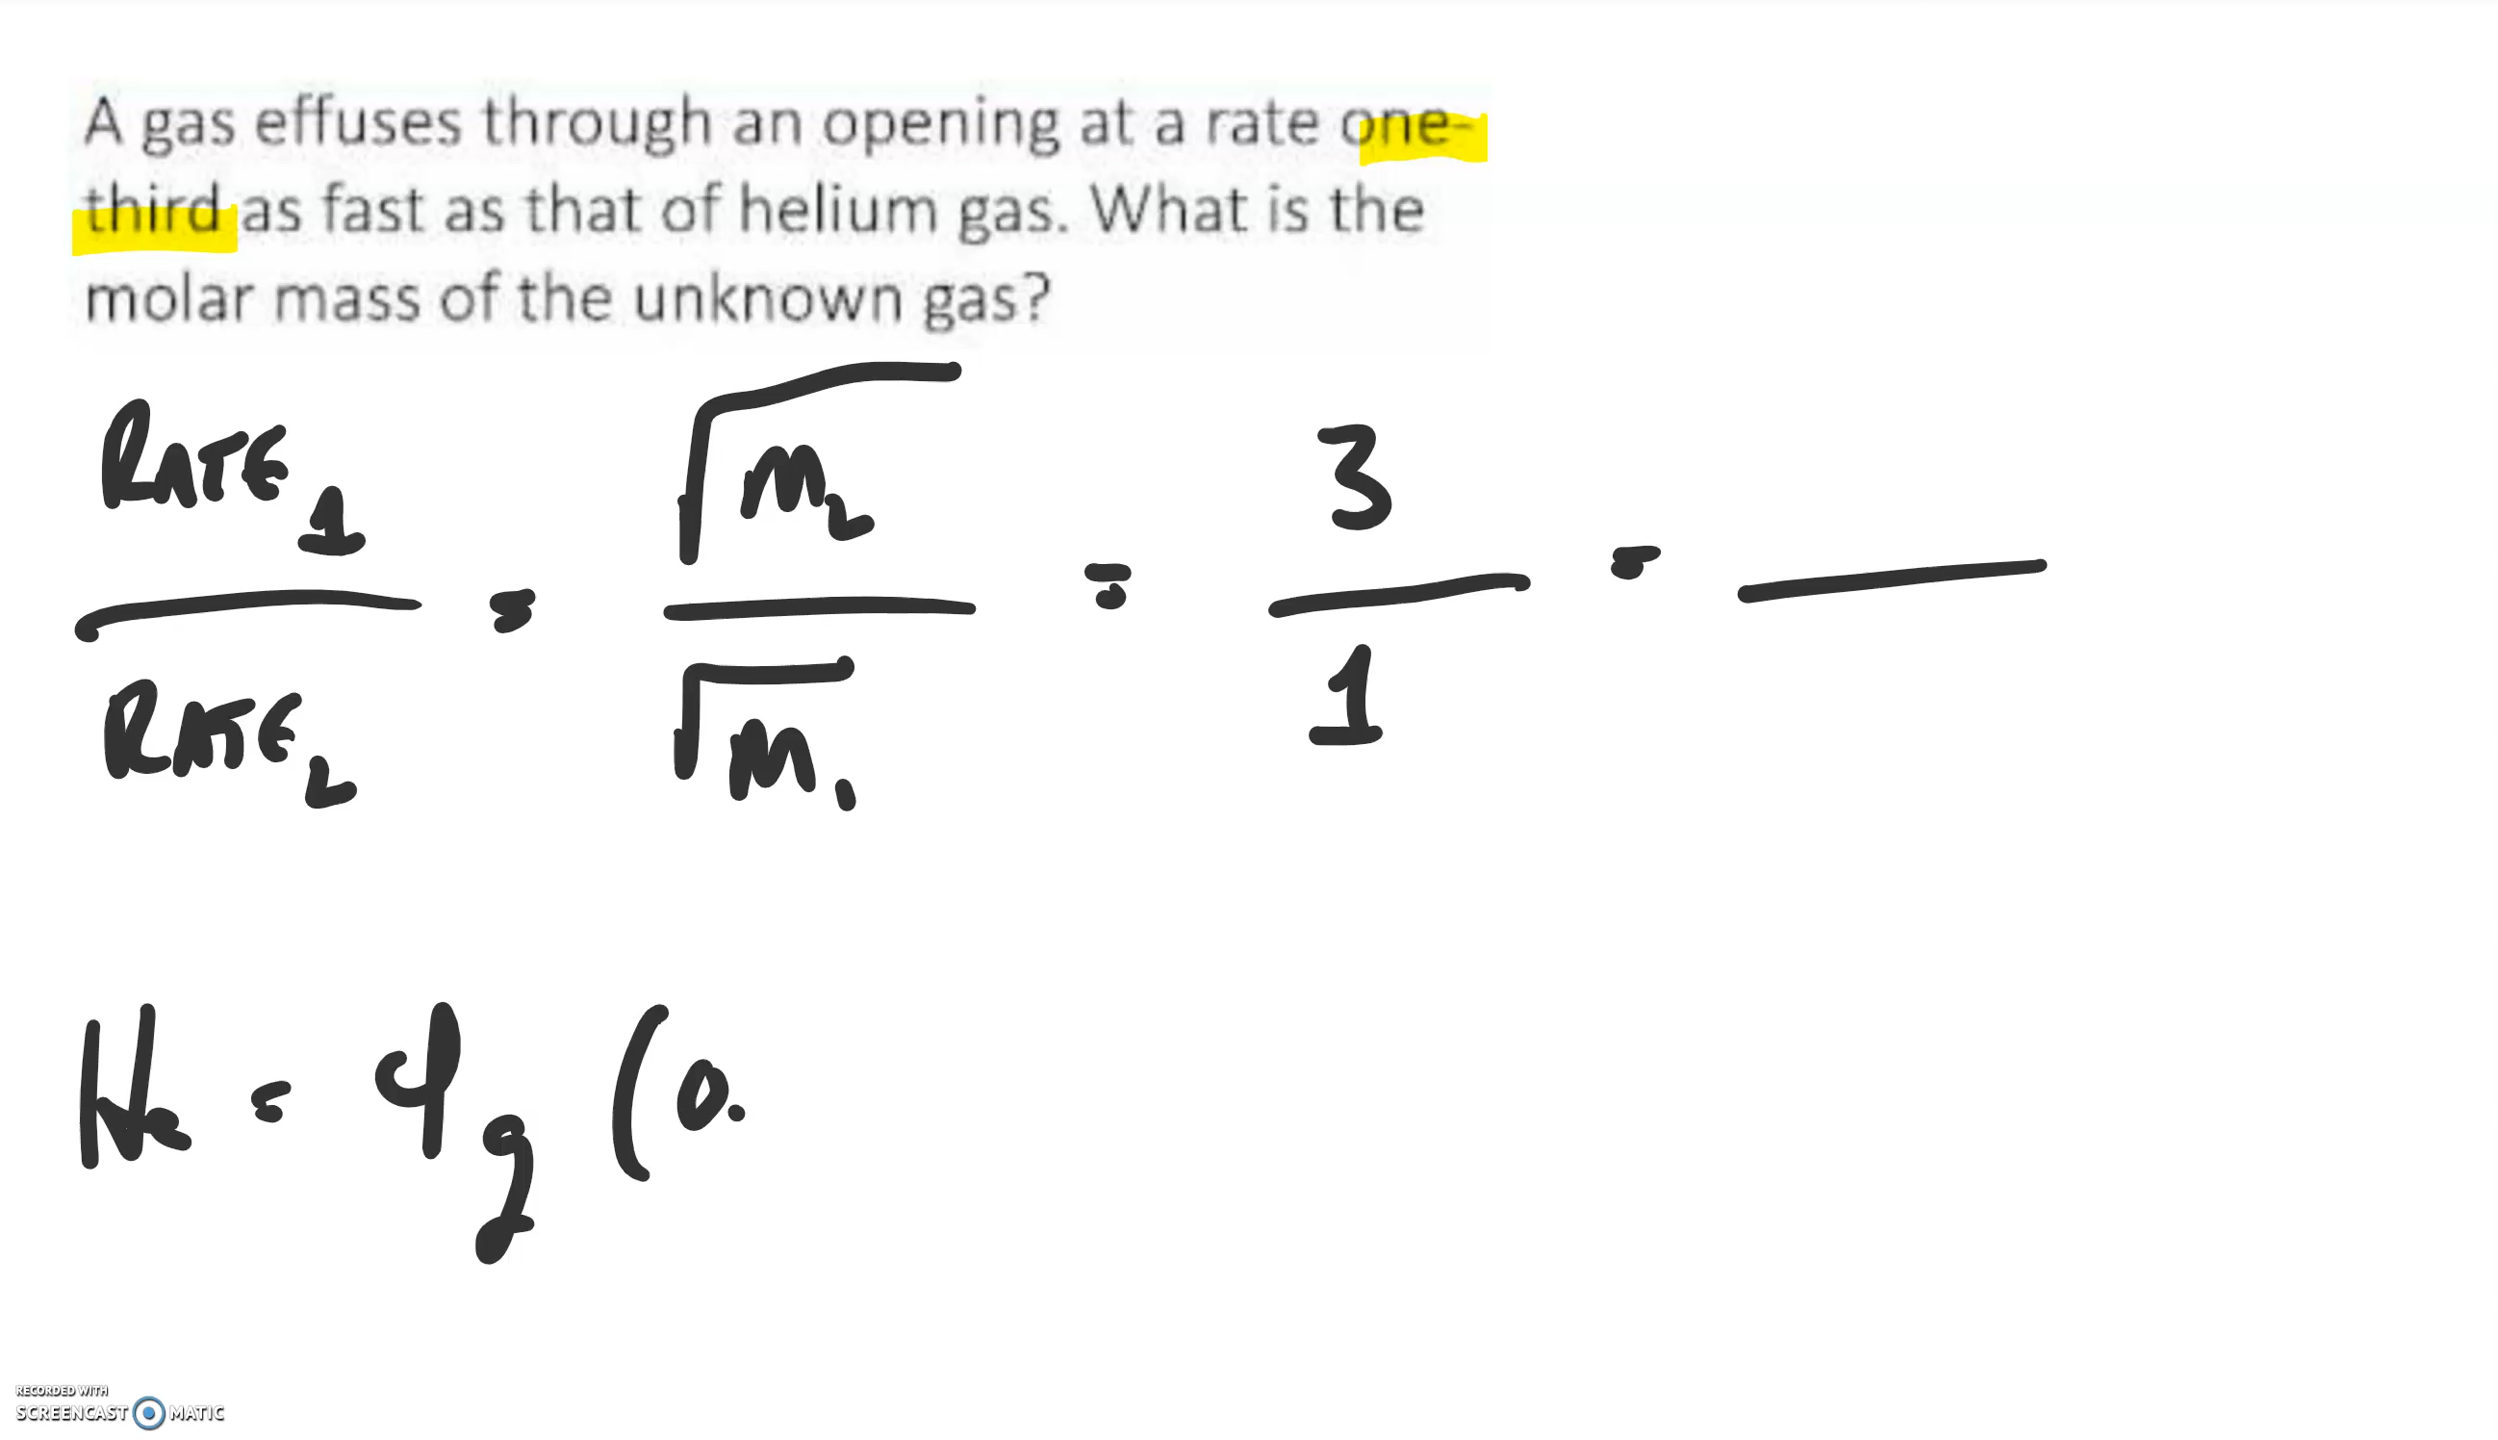 A gas effuses through an opening at a rate one-
third as fast as that of helium gas. What is the
molar mass of the unknown gas?
RATE₁ / RATE₂ = √M₂ / √M₁ = 3 / 1 =
He = 4g (0.
RECORDED WITH
SCREENCAST MATIC